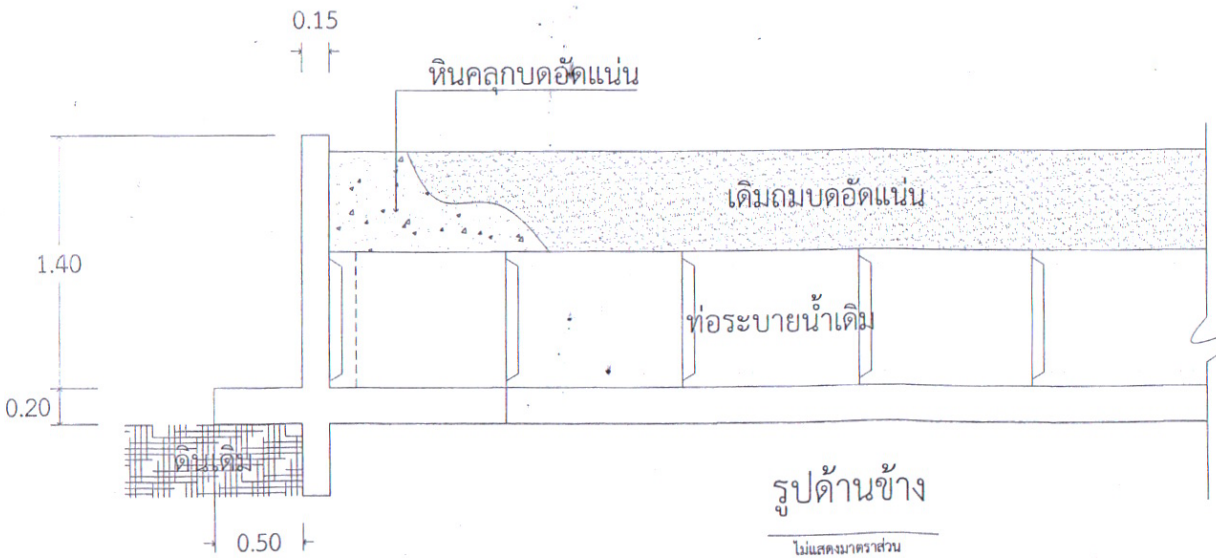 0.15
หินคลุกบดอัดแน่น
เดิมถมบดอัดแน่น
1.40
ท่อระบายน้ำเดิม
0.20
ดินเดิม
รูปด้านข้าง
0.50
ไม่แสดงมาตราส่วน